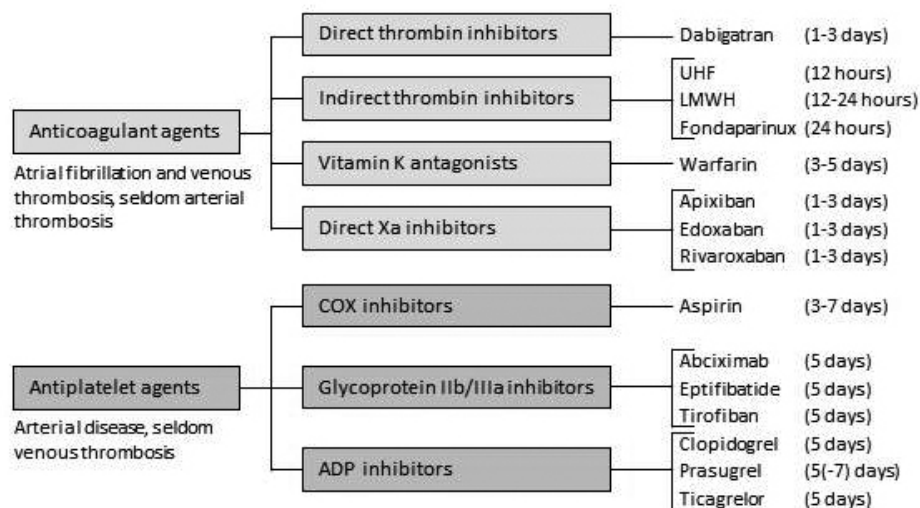 Direct thrombin inhibitors
Dabigatran (1-3 days)
Indirect thrombin inhibitors
UHF (12 hours)
LMWH (12-24 hours)
Fondaparinux (24 hours)
Anticoagulant agents
Atrial fibrillation and venous
thrombosis, seldom arterial
thrombosis
Vitamin K antagonists
Warfarin (3-5 days)
Direct Xa inhibitors
Apixiban (1-3 days)
Edoxaban (1-3 days)
Rivaroxaban (1-3 days)
COX inhibitors
Aspirin (3-7 days)
Antiplatelet agents
Arterial disease, seldom
venous thrombosis
Glycoprotein IIb/IIIa inhibitors
Abciximab (5 days)
Eptifibatide (5 days)
Tirofiban (5 days)
ADP inhibitors
Clopidogrel (5 days)
Prasugrel (5(-7) days)
Ticagrelor (5 days)